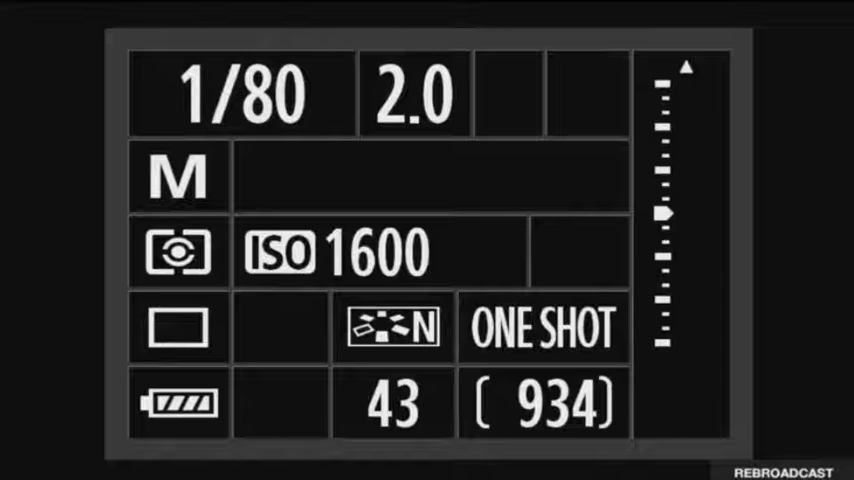 1/80 2.0
M
ISO 1600
N ONE SHOT
43 [ 934]
REBROADCAST